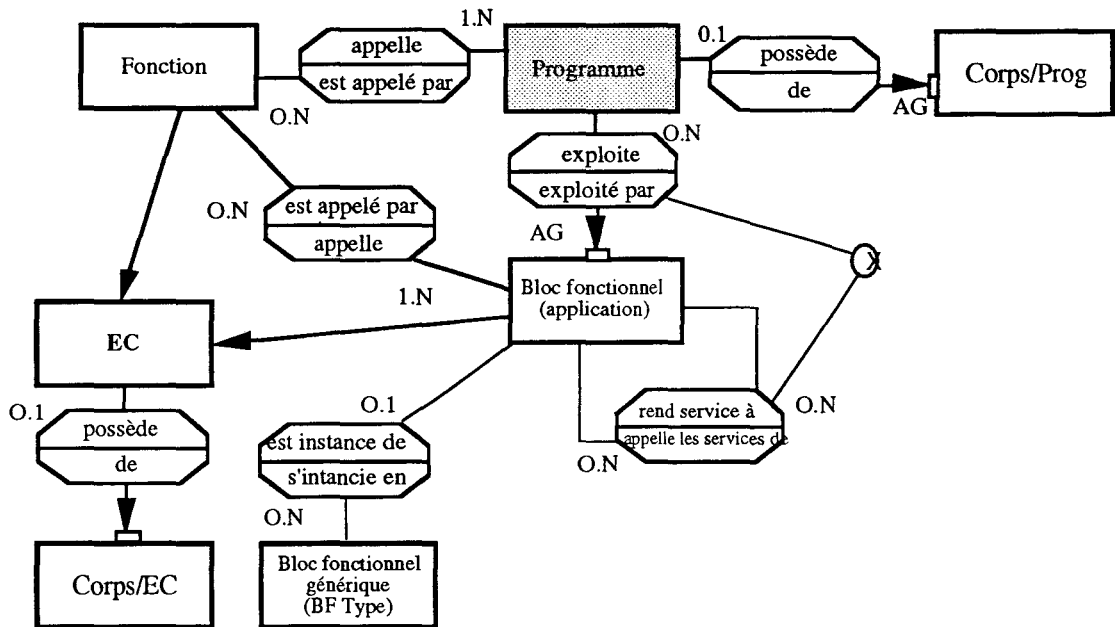 Fonction
O.N
appelle
est appelé par
1.N
Programme
0.1
possède
de
AG
Corps/Prog
O.N
exploite
exploité par
AG
X
O.N
est appelé par
appelle
1.N
Bloc fonctionnel
(application)
EC
O.1
possède
de
Corps/EC
O.1
est instance de
s'intancie en
O.N
Bloc fonctionnel
générique
(BF Type)
rend service à
appelle les services de
O.N
O.N